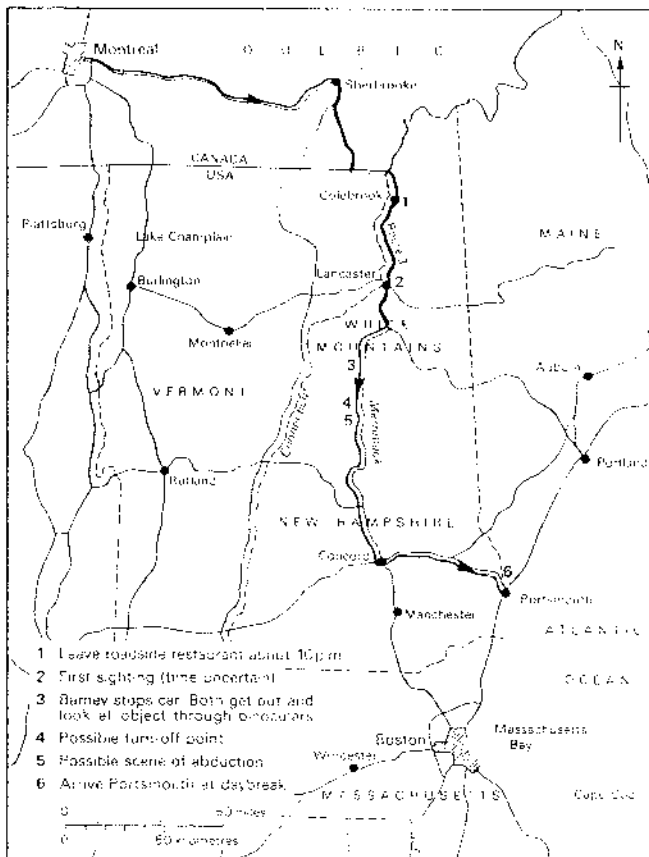 Montreal
QUEBEC
N
Sherbrooke
CANADA
USA
Colebrook
1
Plattsburg
Lake Champlain
MAINE
Route 3
Lancaster
2
Burlington
Montpelier
WHITE
MOUNTAINS
3
Auburn
VERMONT
4
5
Merrimack
Portland
Rutland
NEW HAMPSHIRE
Concord
6
Portsmouth
Manchester
ATLANTIC
OCEAN
1 Leave roadside restaurant about 10 p.m.
2 First sighting (time uncertain)
3 Barney stops car. Both get out and
look at object through binoculars
4 Possible turn-off point
5 Possible scene of abduction
6 Arrive Portsmouth at daybreak
Boston
Massachusetts
Bay
Worcester
MASSACHUSETTS
Cape Cod
0 50 miles
0 50 kilometres